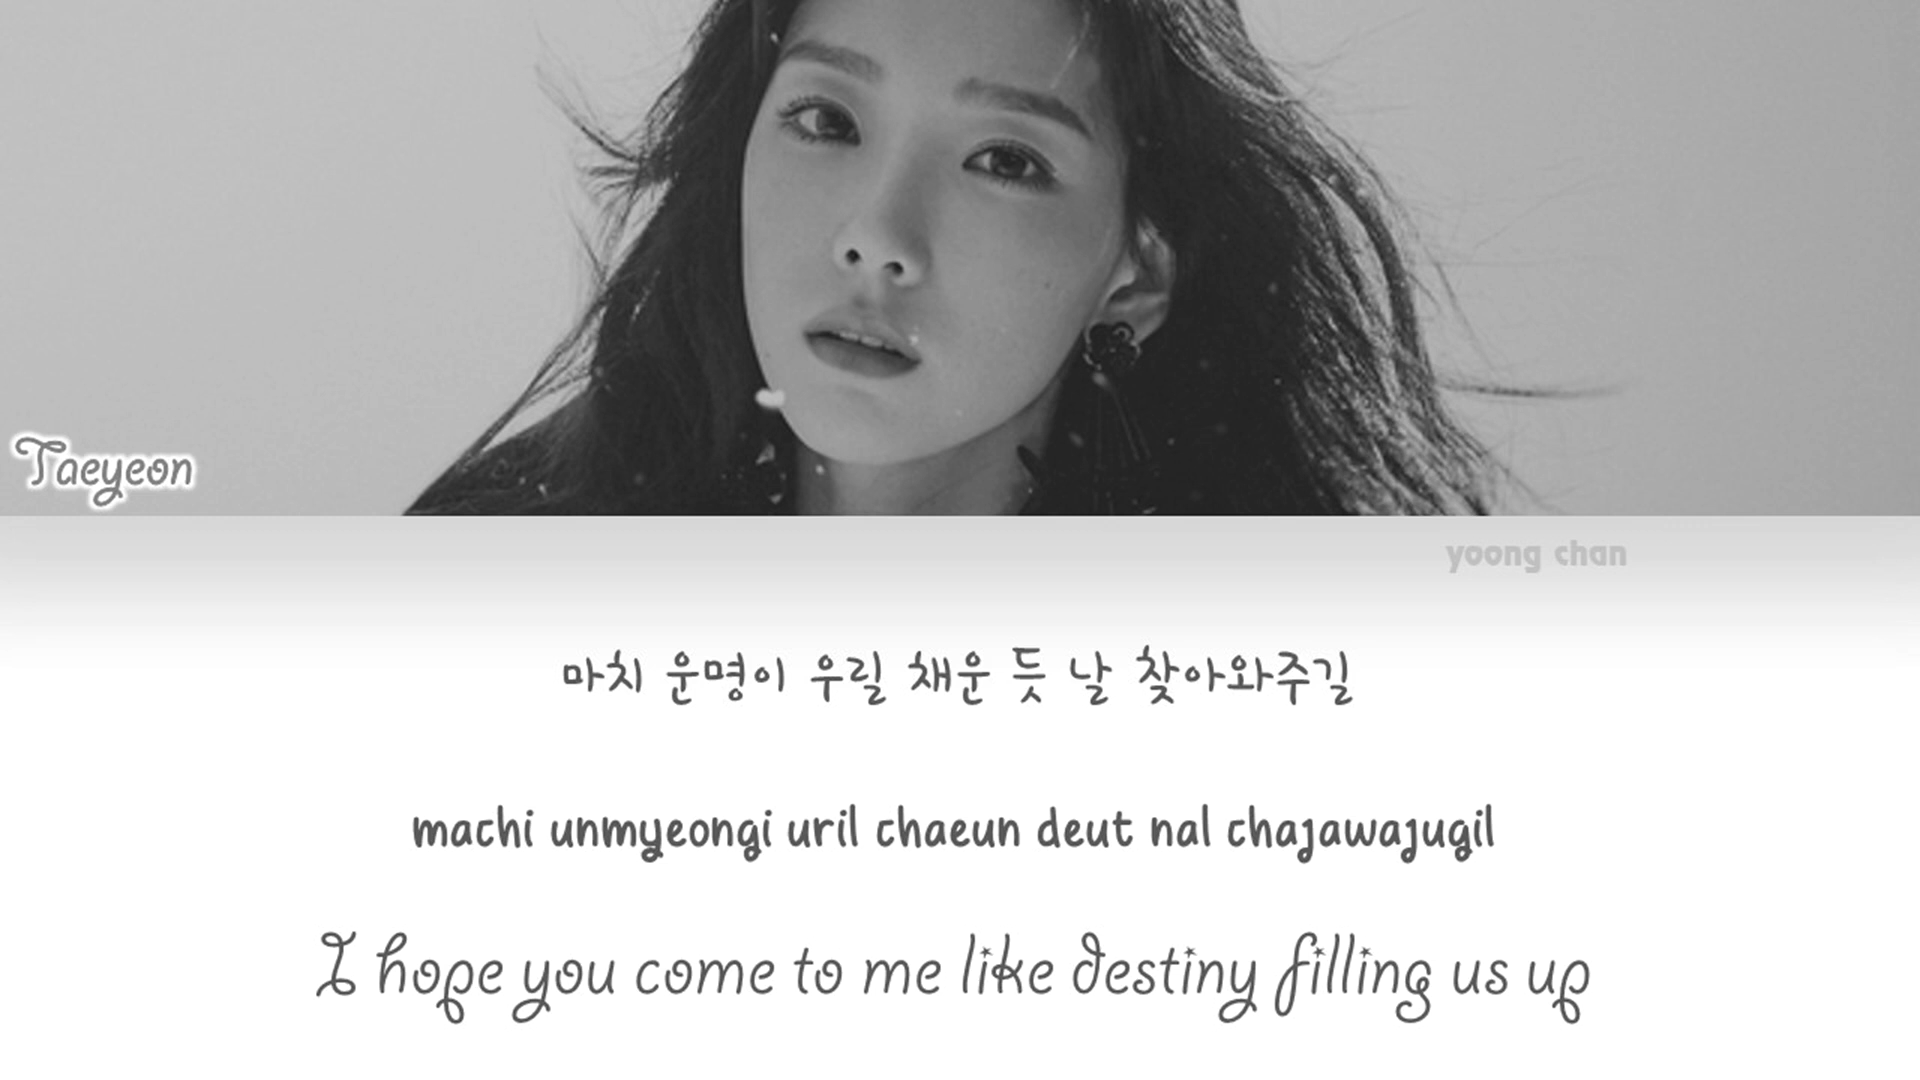 Taeyeon
yoong chan
마치 운명이 우릴 채운 듯 날 찾아와주길
machi unmyeongi uril chaeun deut nal chajawajugil
I hope you come to me like destiny filling us up